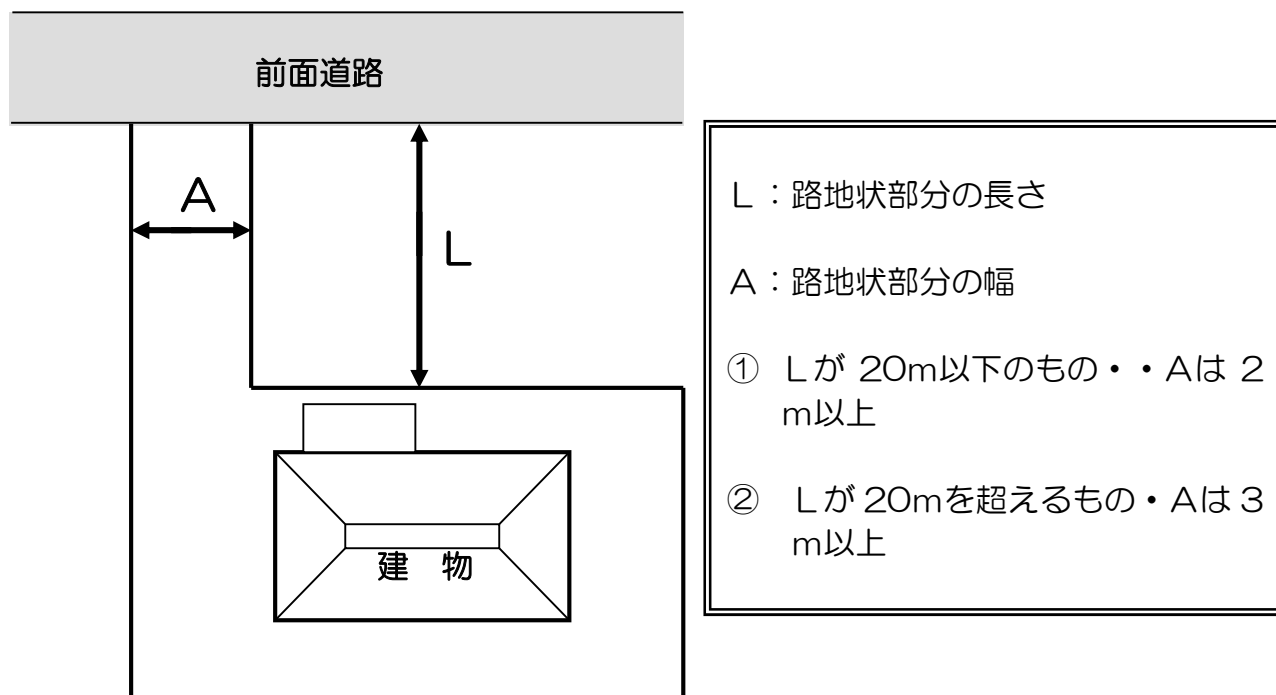 前面道路
A
L
L：路地状部分の長さ
A：路地状部分の幅
① Lが 20m以下のもの・・Aは 2
m以上
② Lが 20mを超えるもの・Aは 3
m以上
建 物